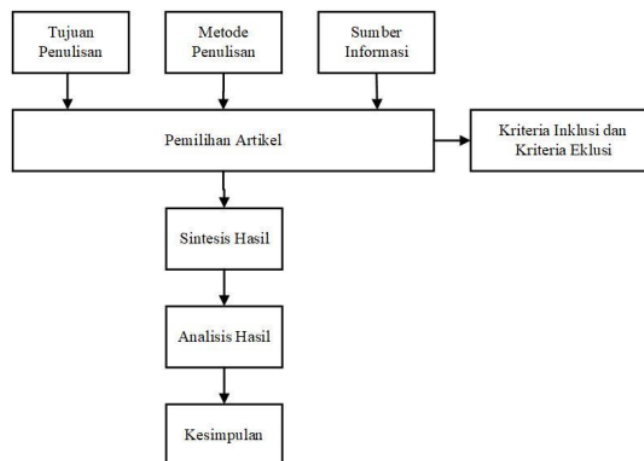 Tujuan
Penulisan
Metode
Penulisan
Sumber
Informasi
Pemilihan Artikel
Kriteria Inklusi dan
Kriteria Eklusi
Sintesis Hasil
Analisis Hasil
Kesimpulan